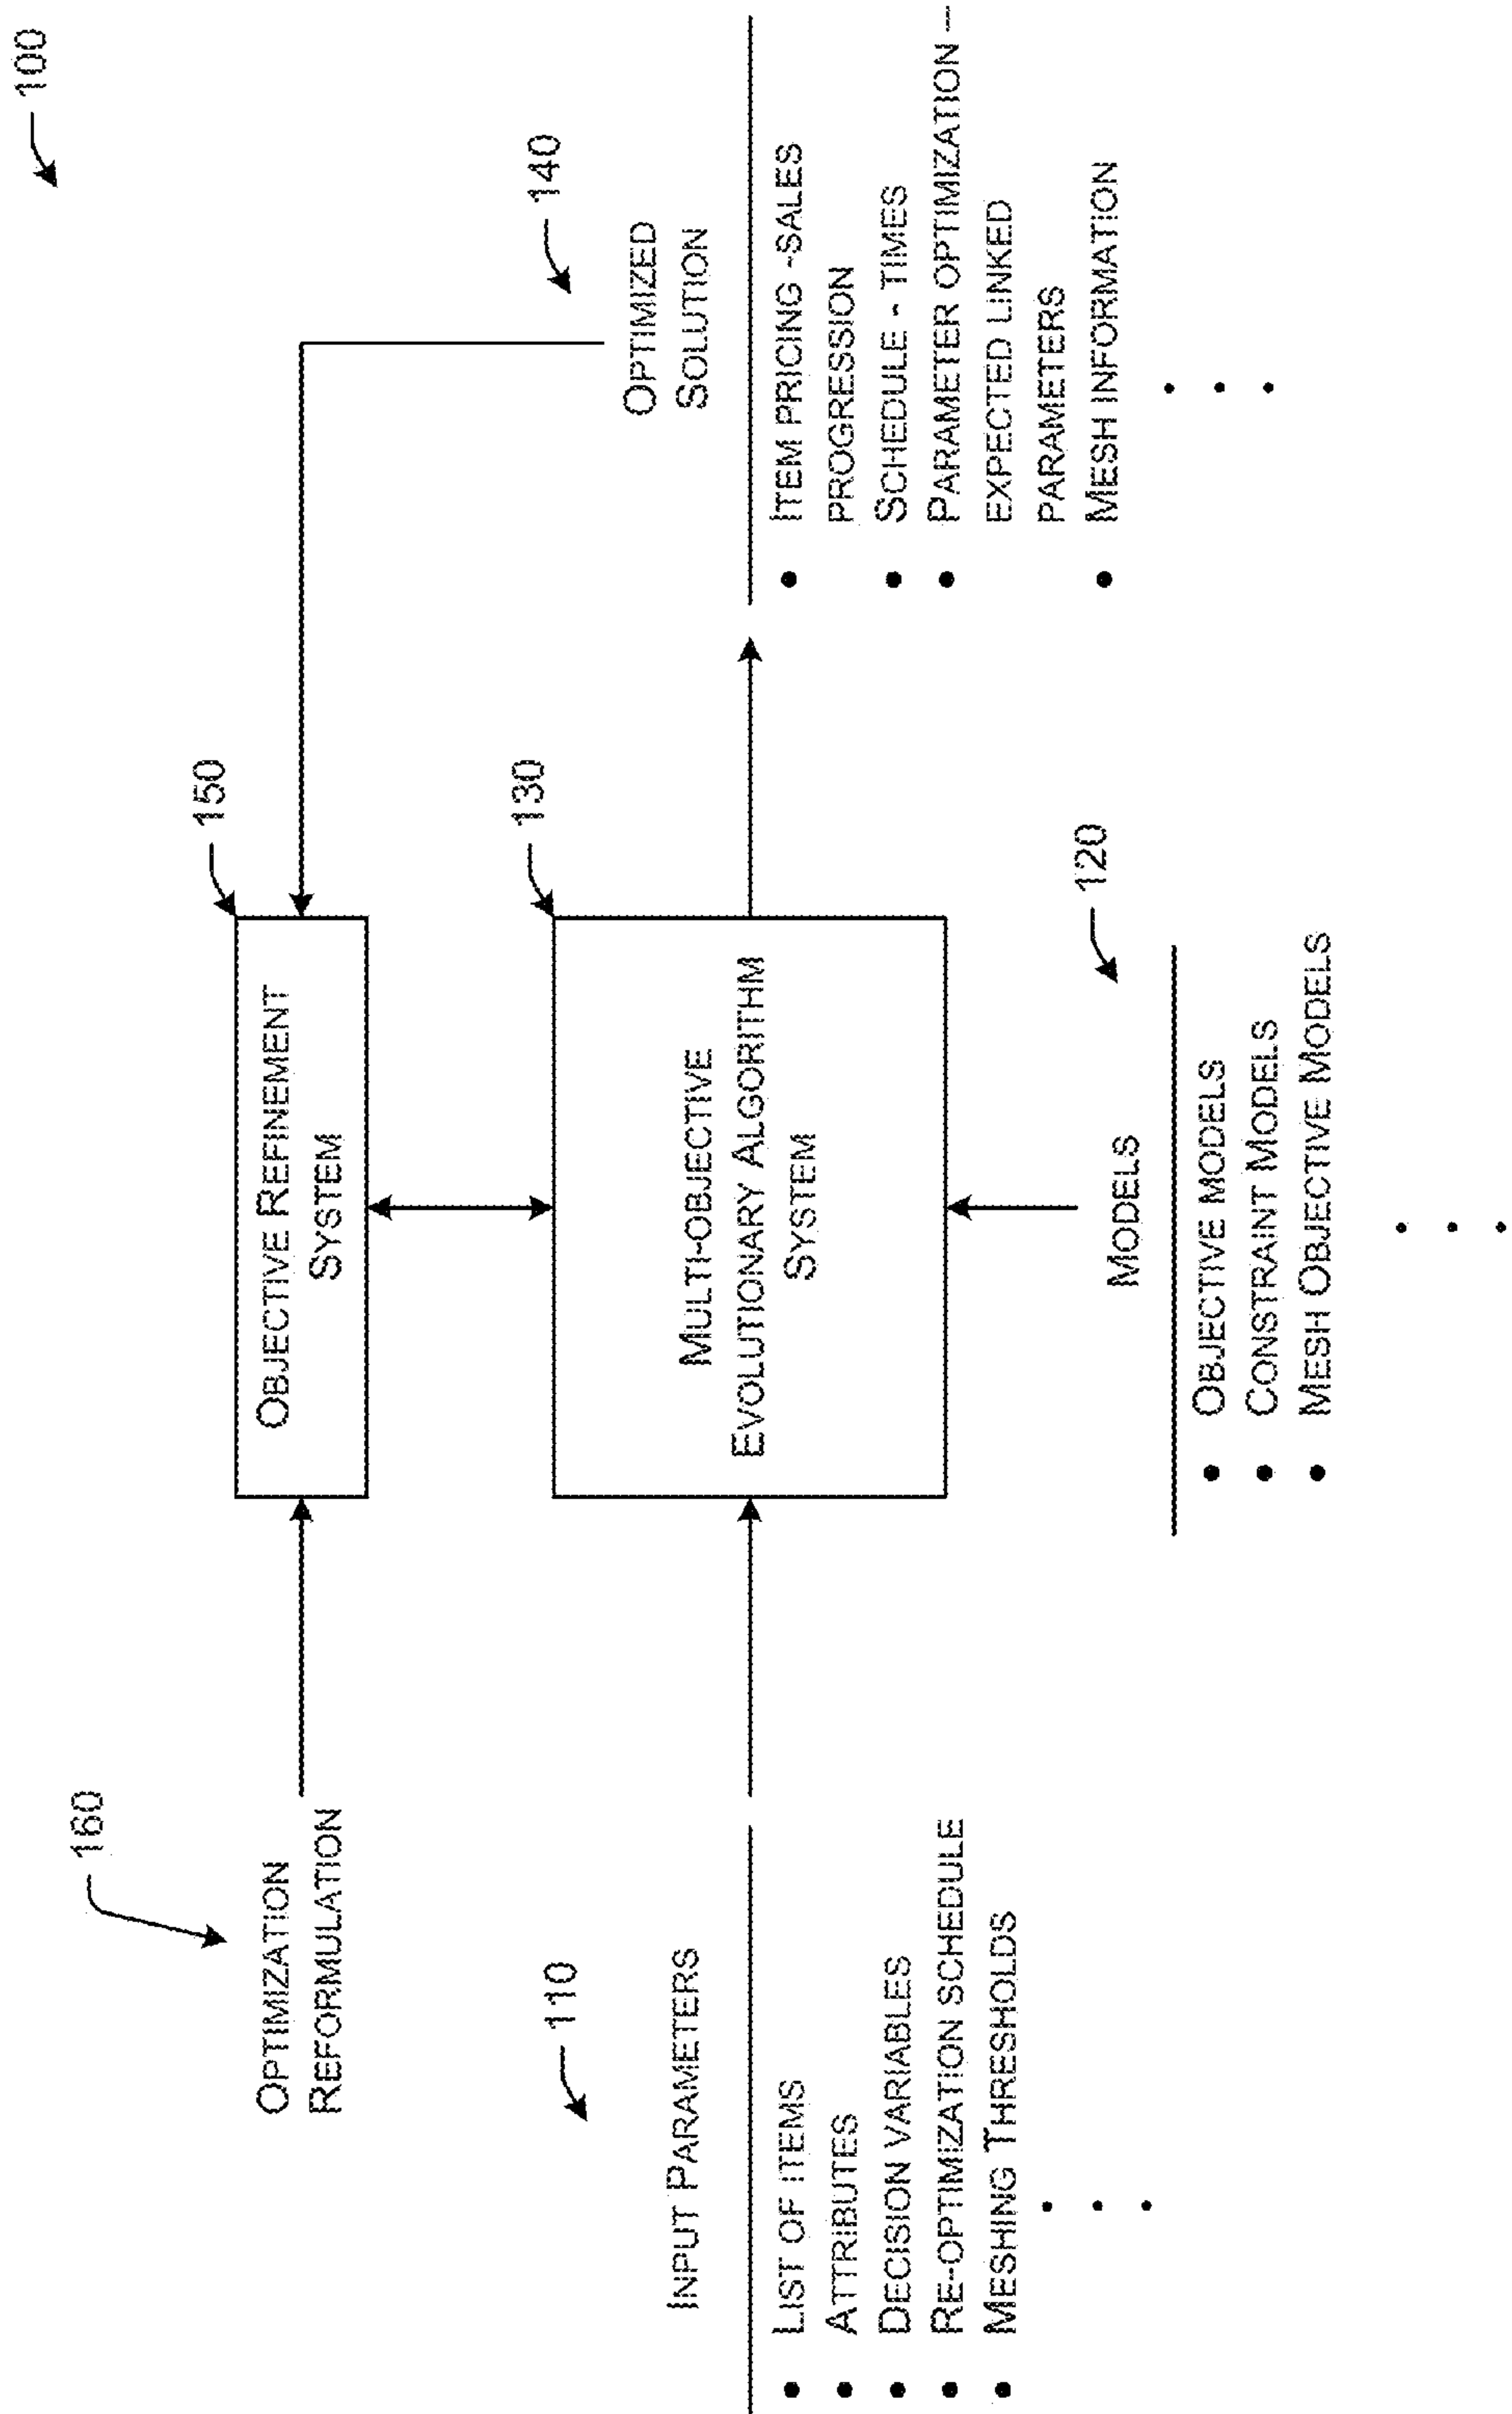 100
160
OPTIMIZATION
REFORMULATION
150
OBJECTIVE REFINEMENT
SYSTEM
110
INPUT PARAMETERS
• LIST OF ITEMS
• ATTRIBUTES
• DECISION VARIABLES
• RE-OPTIMIZATION SCHEDULE
• MESHING THRESHOLDS
130
MULTI-OBJECTIVE
EVOLUTIONARY ALGORITHM
SYSTEM
120
MODELS
• OBJECTIVE MODELS
• CONSTRAINT MODELS
• MESH OBJECTIVE MODELS
140
OPTIMIZED
SOLUTION
• ITEM PRICING -SALES
PROGRESSION
• SCHEDULE - TIMES
• PARAMETER OPTIMIZATION –
EXPECTED LINKED
PARAMETERS
• MESH INFORMATION